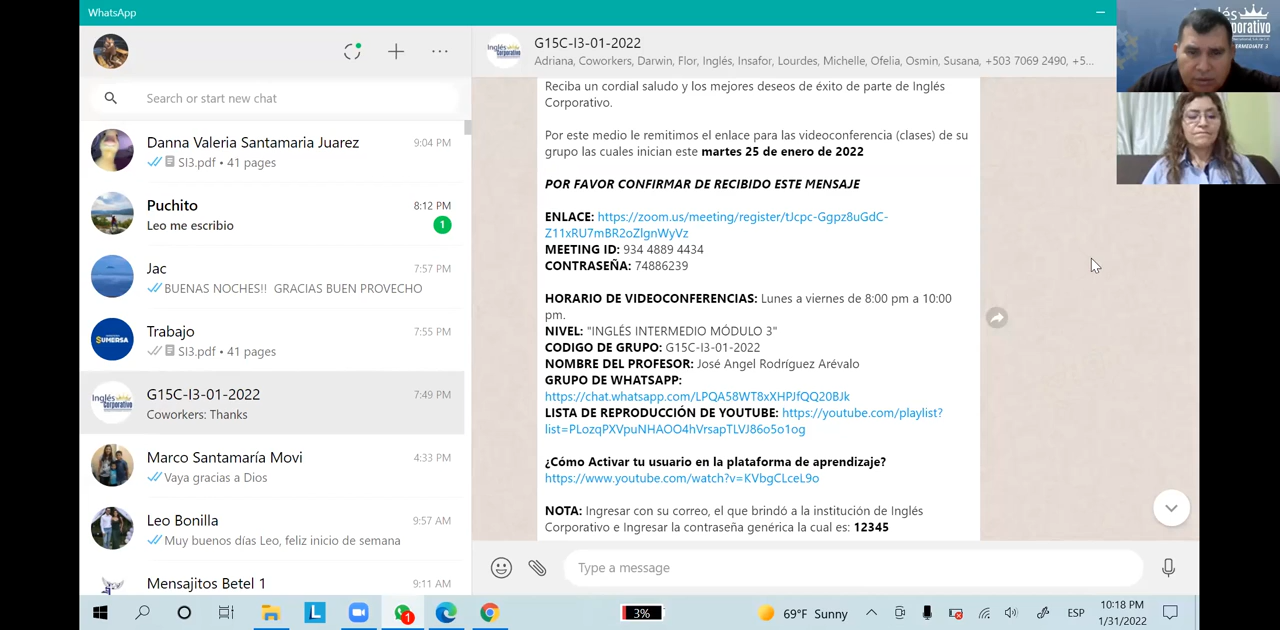 WhatsApp
Search or start new chat
Danna Valeria Santamaria Juarez
9:04 PM
SI3.pdf • 41 pages
Puchito
8:12 PM
Leo me escribio
1
Jac
7:57 PM
BUENAS NOCHES!! GRACIAS BUEN PROVECHO
Trabajo
7:55 PM
SUMERSA
SI3.pdf • 41 pages
G15C-I3-01-2022
7:49 PM
Coworkers: Thanks
Marco Santamaría Movi
4:33 PM
Vaya gracias a Dios
Leo Bonilla
9:57 AM
Muy buenos días Leo, feliz inicio de semana
Mensajitos Betel 1
9:11 AM
G15C-I3-01-2022
Adriana, Coworkers, Darwin, Flor, Inglés, Insafor, Lourdes, Michelle, Ofelia, Osmin, Susana, +503 7069 2490, +5...
Reciba un cordial saludo y los mejores deseos de éxito de parte de Inglés
Corporativo.
Por este medio le remitimos el enlace para las videoconferencia (clases) de su
grupo las cuales inician este martes 25 de enero de 2022
POR FAVOR CONFIRMAR DE RECIBIDO ESTE MENSAJE
ENLACE: https://zoom.us/meeting/register/tJcpc-Ggpz8uGdC-
Z11xRU7mBR2oZIgnWyVz
MEETING ID: 934 4889 4434
CONTRASEÑA: 74886239
HORARIO DE VIDEOCONFERENCIAS: Lunes a viernes de 8:00 pm a 10:00
pm.
NIVEL: "INGLÉS INTERMEDIO MÓDULO 3"
CODIGO DE GRUPO: G15C-I3-01-2022
NOMBRE DEL PROFESOR: José Angel Rodríguez Arévalo
GRUPO DE WHATSAPP:
https://chat.whatsapp.com/LPQA58WT8xXHPJfQQ20BJk
LISTA DE REPRODUCCIÓN DE YOUTUBE: https://youtube.com/playlist?
list=PLozqPXVpuNHAOO4hVrsapTLVJ86o5o1og
¿Cómo Activar tu usuario en la plataforma de aprendizaje?
https://www.youtube.com/watch?v=KVbgCLceL9o
NOTA: Ingresar con su correo, el que brindó a la institución de Inglés
Corporativo e Ingresar la contraseña genérica la cual es: 12345
Type a message
1
3%
69°F Sunny
ESP
10:18 PM
1/31/2022